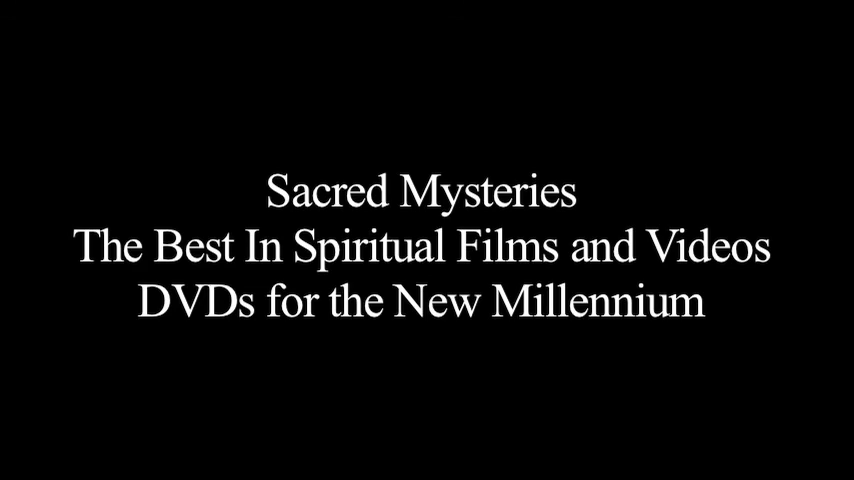 Sacred Mysteries
The Best In Spiritual Films and Videos
DVDs for the New Millennium